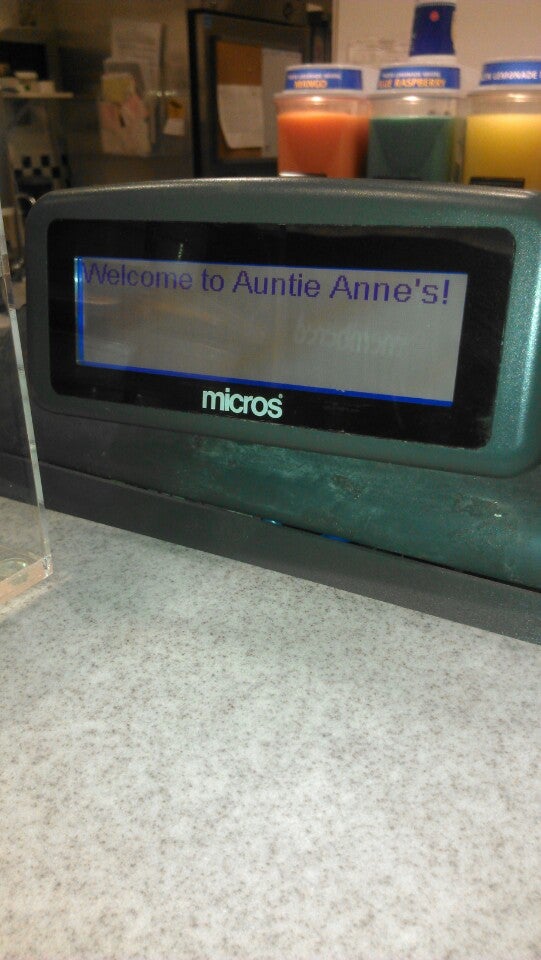 MANGO
BLUE RASPBERRY
LEMONADE
Welcome to Auntie Anne's!
micros